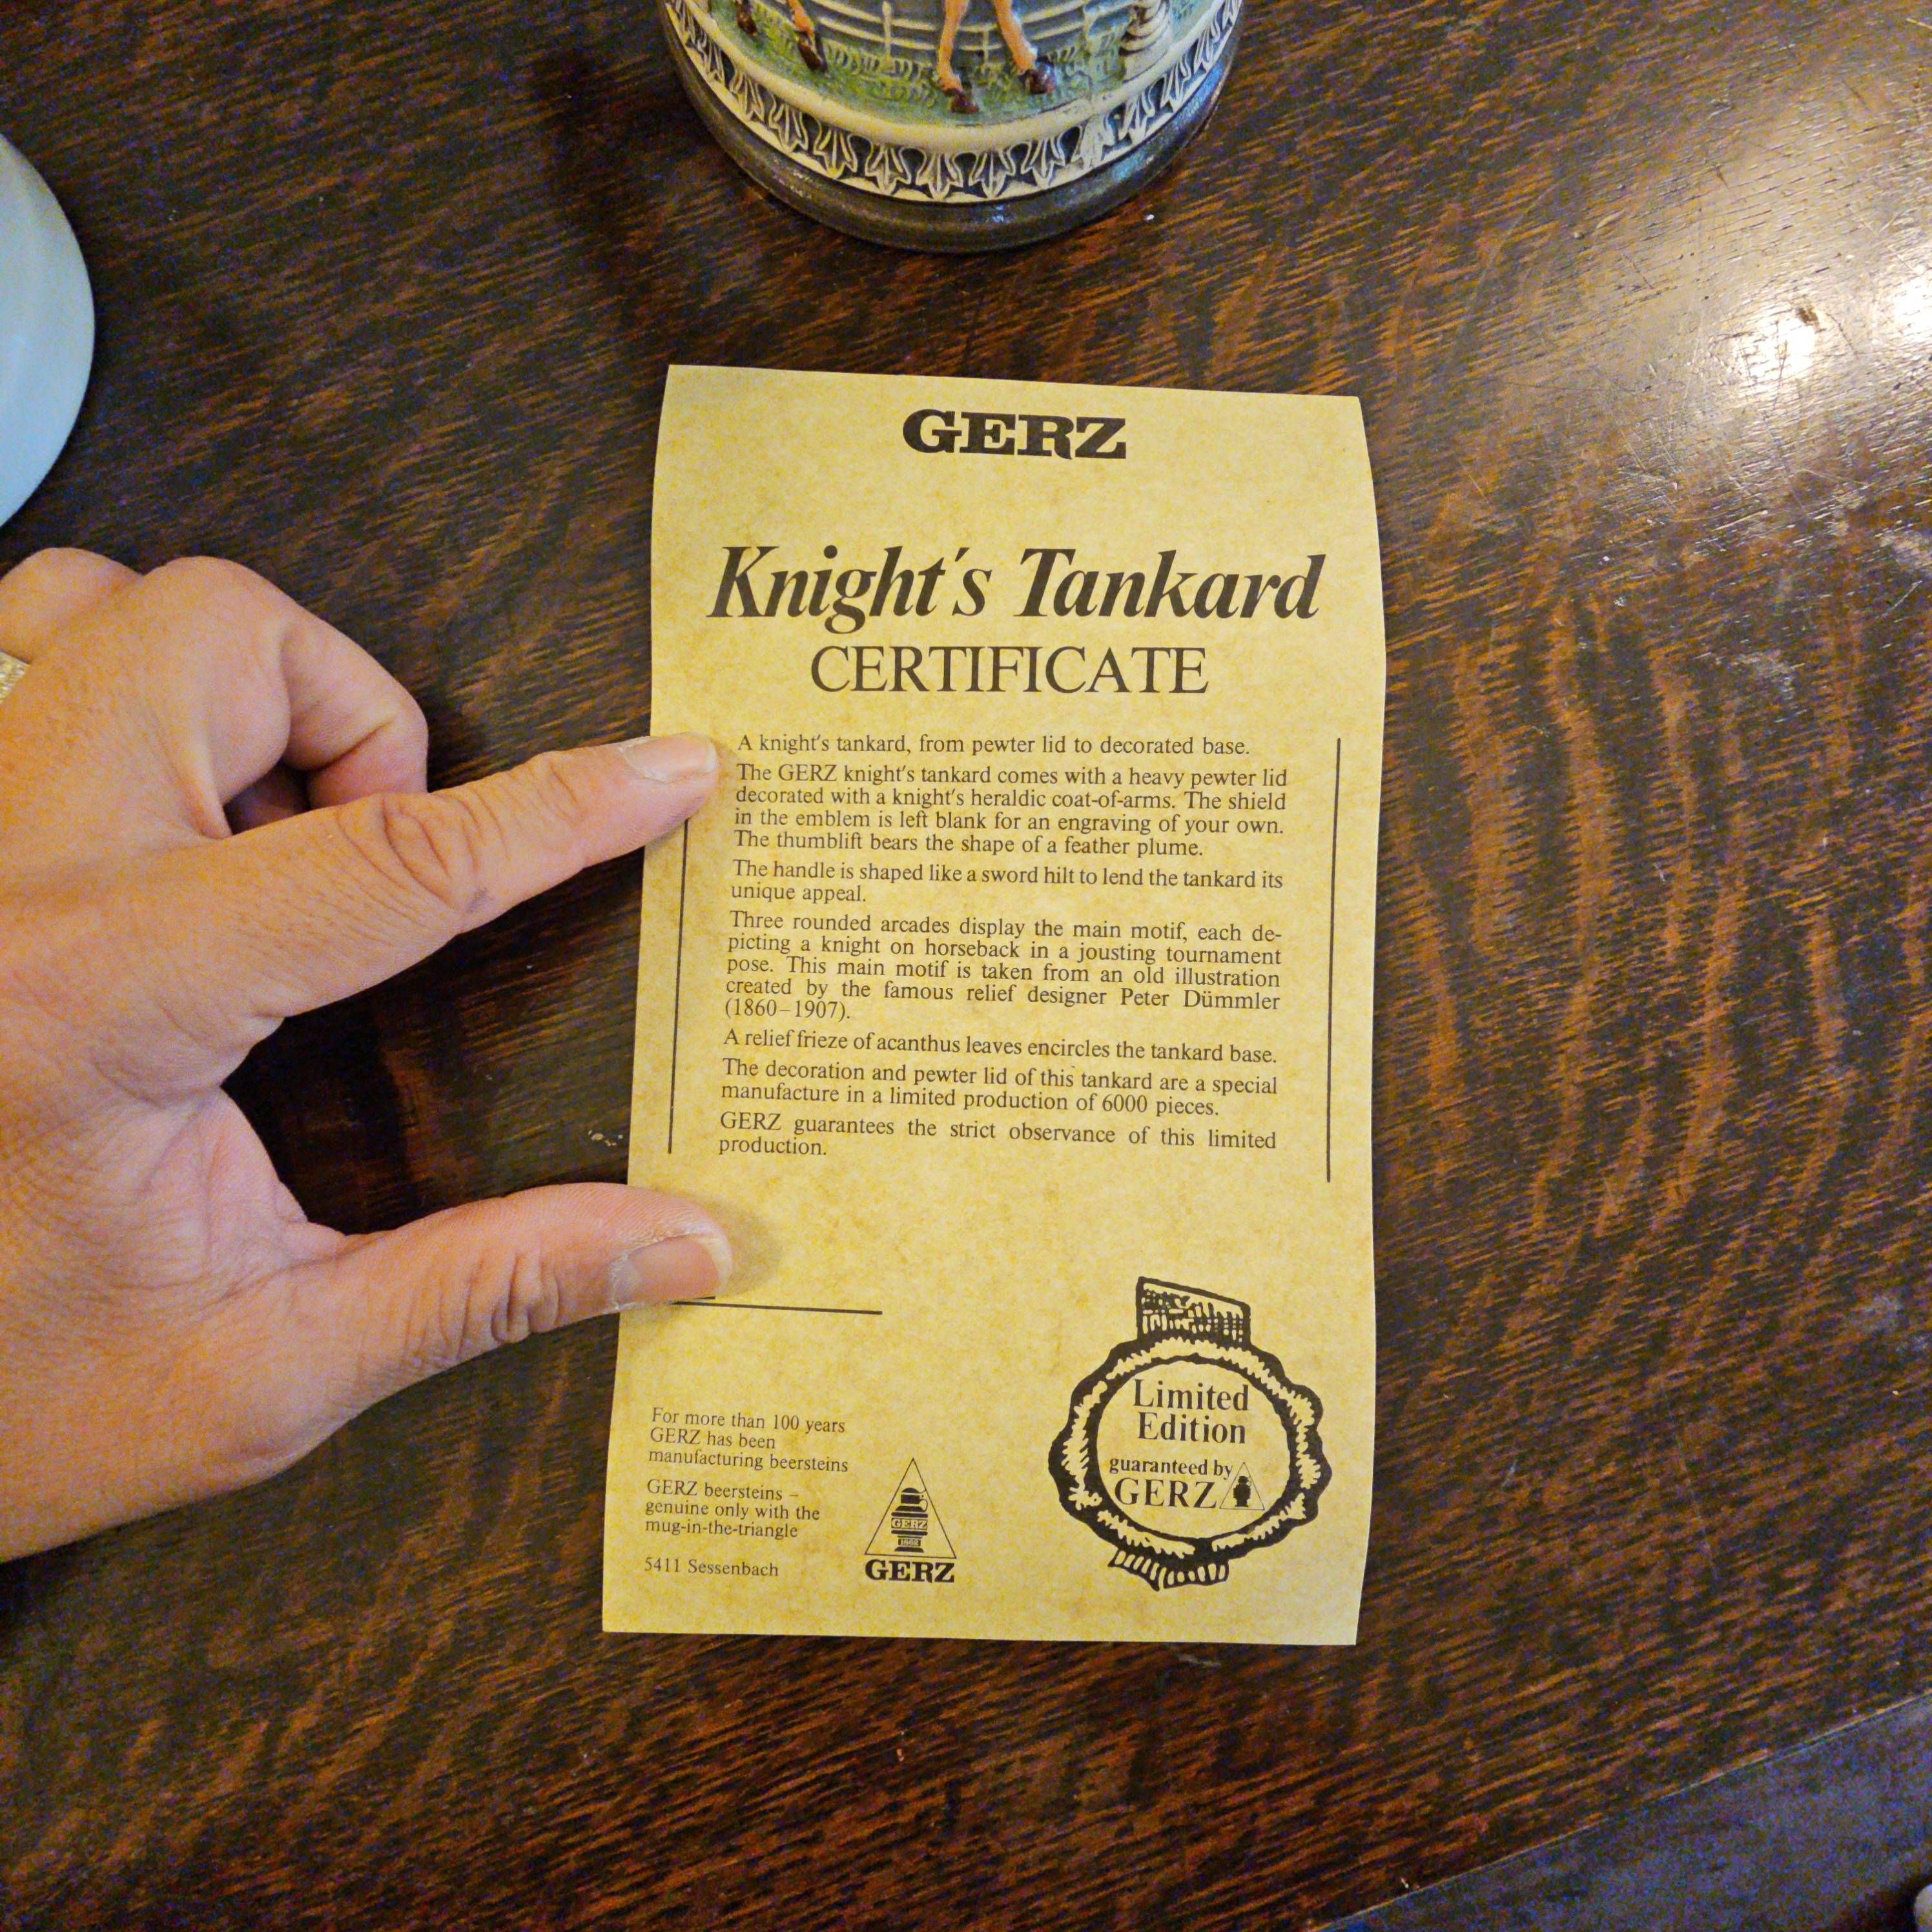 GERZ
Knight's Tankard
CERTIFICATE
A knight's tankard, from pewter lid to decorated base.
The GERZ knight's tankard comes with a heavy pewter lid
decorated with a knight's heraldic coat-of-arms. The shield
in the emblem is left blank for an engraving of your own.
The thumblift bears the shape of a feather plume.
The handle is shaped like a sword hilt to lend the tankard its
unique appeal.
Three rounded arcades display the main motif, each de-
picting a knight on horseback in a jousting tournament
pose. This main motif is taken from an old illustration
created by the famous relief designer Peter Dümmler
(1860–1907).
A relief frieze of acanthus leaves encircles the tankard base.
The decoration and pewter lid of this tankard are a special
manufacture in a limited production of 6000 pieces.
GERZ guarantees the strict observance of this limited
production.
For more than 100 years
GERZ has been
manufacturing beersteins
GERZ beersteins –
genuine only with the
mug-in-the-triangle
5411 Sessenbach
GERZ
GERZ
Limited
Edition
guaranteed by
GERZ